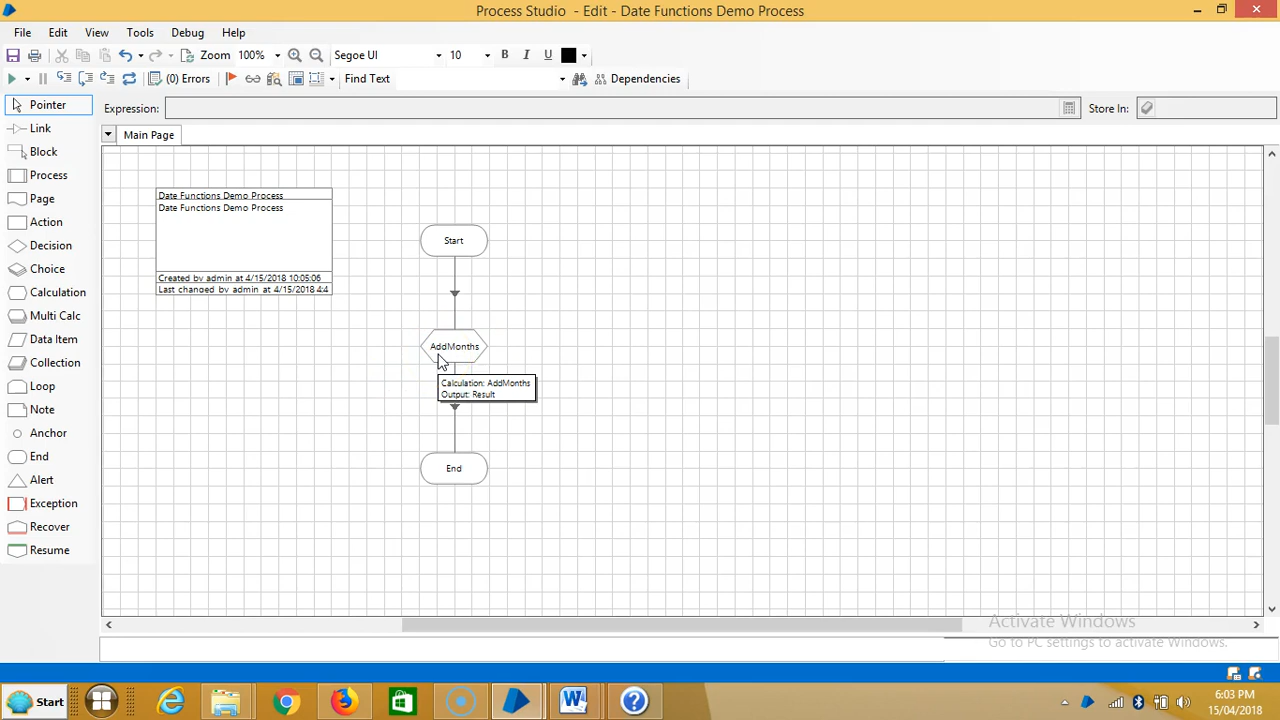 Process Studio - Edit - Date Functions Demo Process
File Edit View Tools Debug Help
Zoom 100% Segoe UI 10 B I U
(0) Errors Find Text Dependencies
Pointer Expression: Store In:
Link
Main Page
Block
Process
Page
Action
Decision
Choice
Calculation
Multi Calc
Data Item
Collection
Loop
Note
Anchor
End
Alert
Exception
Recover
Resume
Date Functions Demo Process
Date Functions Demo Process
Created by admin at 4/15/2018 10:05:06
Last changed by admin at 4/15/2018 4:4
Start
AddMonths
Calculation: AddMonths
Output: Result
End
Activate Windows
Go to PC settings to activate Windows.
Start
6:03 PM
15/04/2018